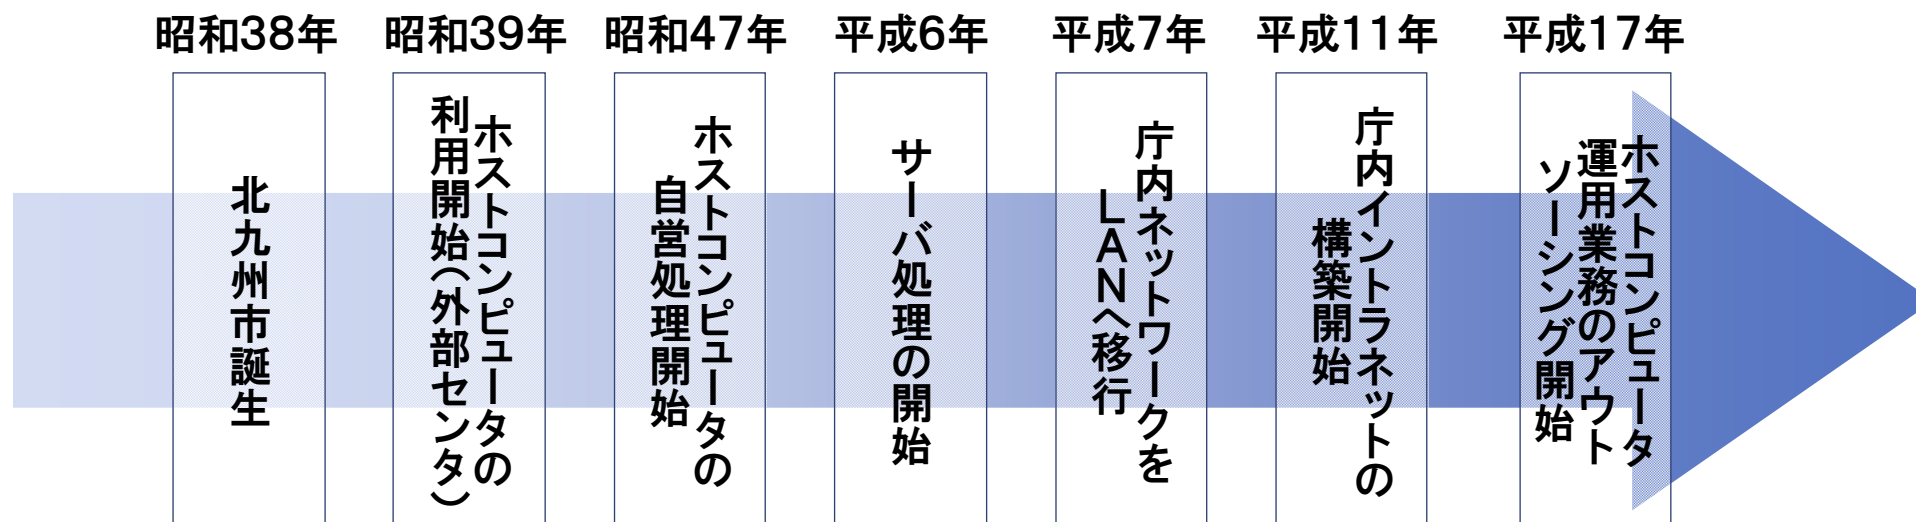 昭和38年
北九州市誕生
昭和39年
ホストコンピュータの
利用開始(外部センタ)
昭和47年
ホストコンピュータの
自営処理開始
平成6年
サーバ処理の開始
平成7年
庁内ネットワークを
LANへ移行
平成11年
庁内イントラネットの
構築開始
平成17年
ホストコンピュータ
運用業務のアウト
ソーシング開始